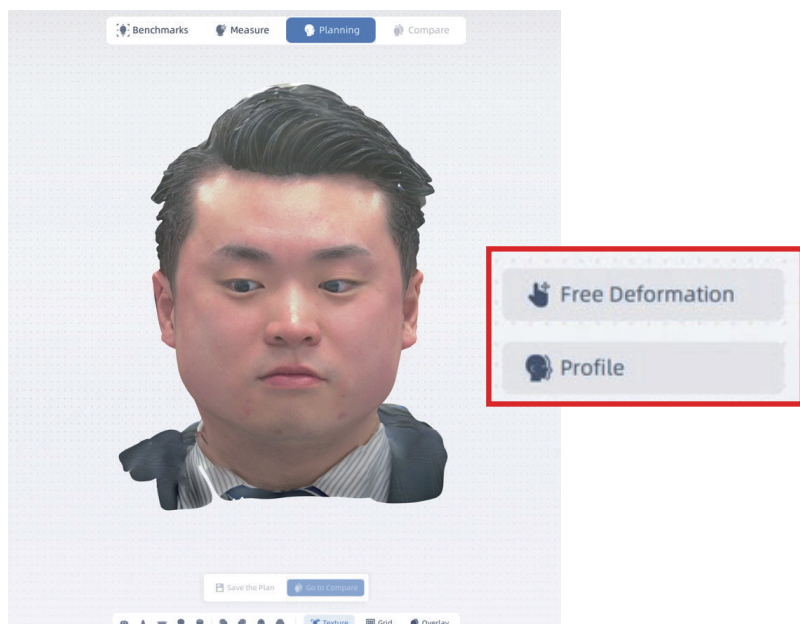 Benchmarks Measure Planning Compare
Free Deformation
Profile
Save the Plan Go to Compare
Texture Grid Overlay